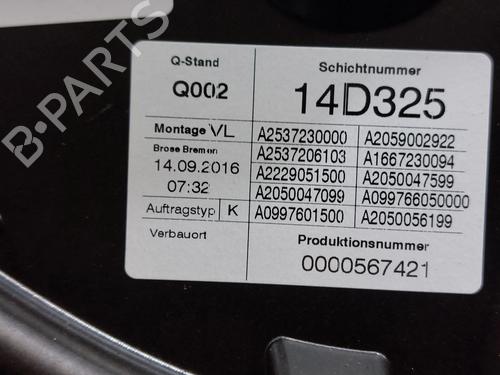 B-PARTS
Q-Stand
Schichtnummer
Q002
14D325
Montage VL
A2537230000 A2059002922
Brose Bremen
A2537206103 A1667230094
14.09.2016
A2229051500 A2050047599
07:32
A2050047099 A099766050000
Auftragstyp K
A0997601500 A2050056199
Verbauort
Produktionsnummer
0000567421